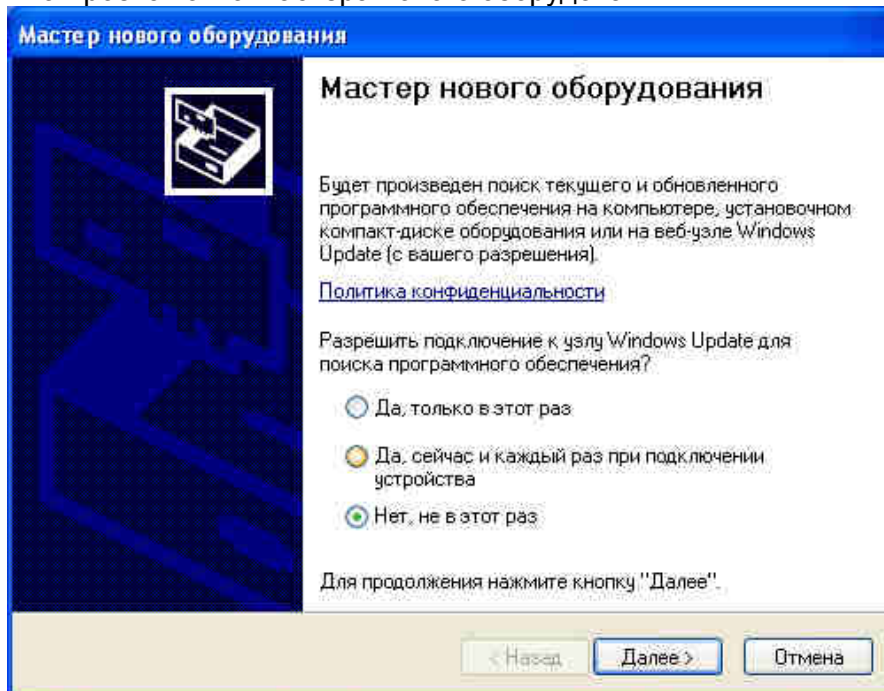 Мастер нового оборудования
Мастер нового оборудования
Будет произведен поиск текущего и обновленного
программного обеспечения на компьютере, установочном
компакт-диске оборудования или на веб-узле Windows
Update (с вашего разрешения).
Политика конфиденциальности
Разрешить подключение к узлу Windows Update для
поиска программного обеспечения?
Да, только в этот раз
Да, сейчас и каждый раз при подключении
устройства
Нет, не в этот раз
Для продолжения нажмите кнопку "Далее".
< Назад Далее > Отмена